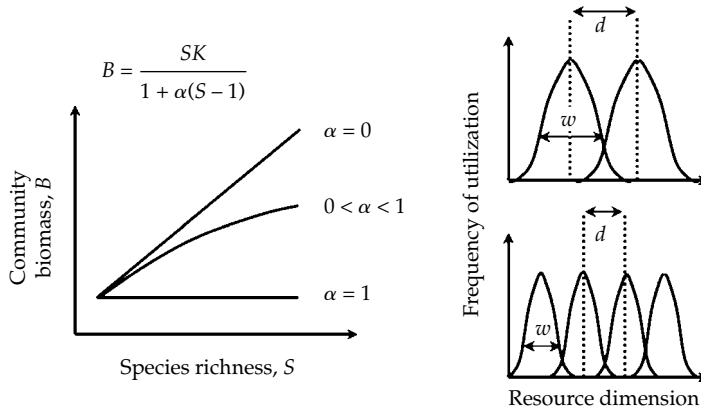 B = SK / 1 + α(S − 1)
α = 0
0 < α < 1
α = 1
Community
biomass, B
Species richness, S
d
w
d
w
Frequency of utilization
Resource dimension